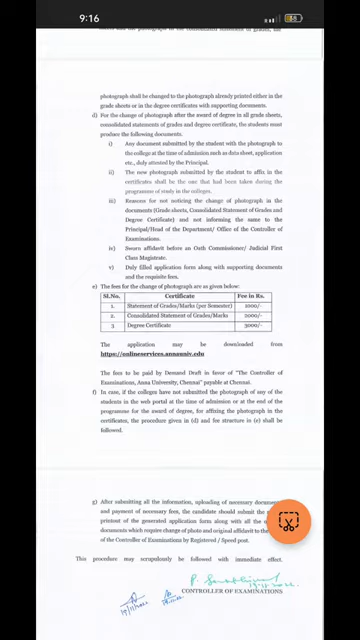 9:16
58
photograph shall be changed to the photograph already printed either in the
grade sheets or in the degree certificates with supporting documents.
d) For the change of photograph after the award of degree in all grade sheets,
consolidated statements of grades and degree certificate, the students must
produce the following documents.
i) Any document submitted by the student with the photograph to
the college at the time of admission such as data sheet, application
etc., duly attested by the Principal.
ii) The new photograph submitted by the student to affix in the
certificates shall be the one that had been taken during the
programme of study in the colleges.
iii) Reasons for not noticing the change of photograph in the
documents (Grade sheets, Consolidated Statement of Grades and
Degree Certificate) and not informing the same to the
Principal/Head of the Department/ Office of the Controller of
Examinations.
iv) Sworn affidavit before an Oath Commissioner/ Judicial First
Class Magistrate.
v) Duly filled application form along with supporting documents
and the requisite fees.
e) The fees for the change of photograph are as given below:
Sl.No. Certificate Fee in Rs.
1. Statement of Grades/Marks (per Semester) 1000/-
2. Consolidated Statement of Grades/Marks 2000/-
3 Degree Certificate 3000/-
The application may be downloaded from
https://onlineservices.annauniv.edu
The fees to be paid by Demand Draft in favor of "The Controller of
Examinations, Anna University, Chennai" payable at Chennai.
f) In case, if the colleges have not submitted the photograph of any of the
students in the web portal at the time of admission or at the end of the
programme for the award of degree, for affixing the photograph in the
certificates, the procedure given in (d) and fee structure in (e) shall be
followed.
g) After submitting all the information, uploading of necessary
and payment of necessary fees, the candidate should submit the
printout of the generated application form along with all the
documents which require change of photo and original affidavit to the
of the Controller of Examinations by Registered / Speed post.
This procedure may scrupulously be followed with immediate effect.
CONTROLLER OF EXAMINATIONS